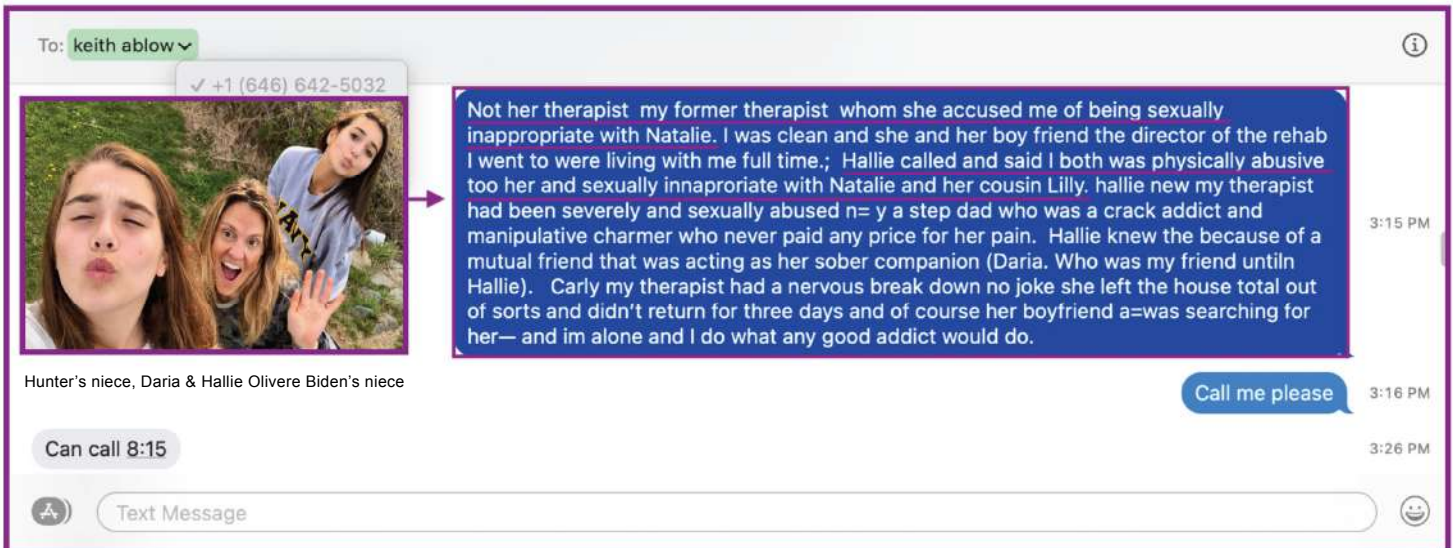 To: keith ablow
✓ +1 (646) 642-5032
Not her therapist my former therapist whom she accused me of being sexually
inappropriate with Natalie. I was clean and she and her boy friend the director of the rehab
I went to were living with me full time.; Hallie called and said I both was physically abusive
too her and sexually innaproriate with Natalie and her cousin Lilly. hallie new my therapist
had been severely and sexually abused n= y a step dad who was a crack addict and
manipulative charmer who never paid any price for her pain. Hallie knew the because of a
mutual friend that was acting as her sober companion (Daria. Who was my friend untiln
Hallie). Carly my therapist had a nervous break down no joke she left the house total out
of sorts and didn't return for three days and of course her boyfriend a=was searching for
her— and im alone and I do what any good addict would do.
3:15 PM
Hunter's niece, Daria & Hallie Olivere Biden's niece
Call me please
3:16 PM
Can call 8:15
3:26 PM
Text Message